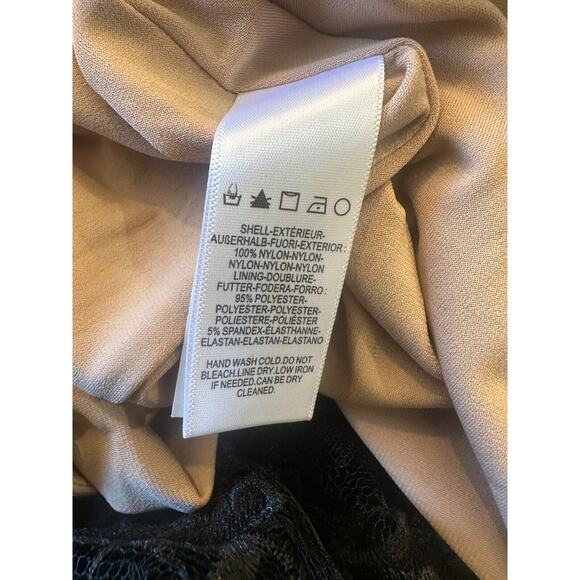 SHELL-EXTÉRIEUR-
AUßERHALB-FUORI-EXTERIOR :
100% NYLON-NYLON-
NYLON-NYLON-NYLON
LINING-DOUBLURE-
FUTTER-FODERA-FORRO :
95% POLYESTER-
POLYESTER-POLYESTER-
POLIESTERE-POLIÉSTER
5% SPANDEX-ÉLASTHANNE-
ELASTAN-ELASTAN-ELASTANO
HAND WASH COLD.DO NOT
BLEACH.LINE DRY.LOW IRON
IF NEEDED.CAN BE DRY
CLEANED.